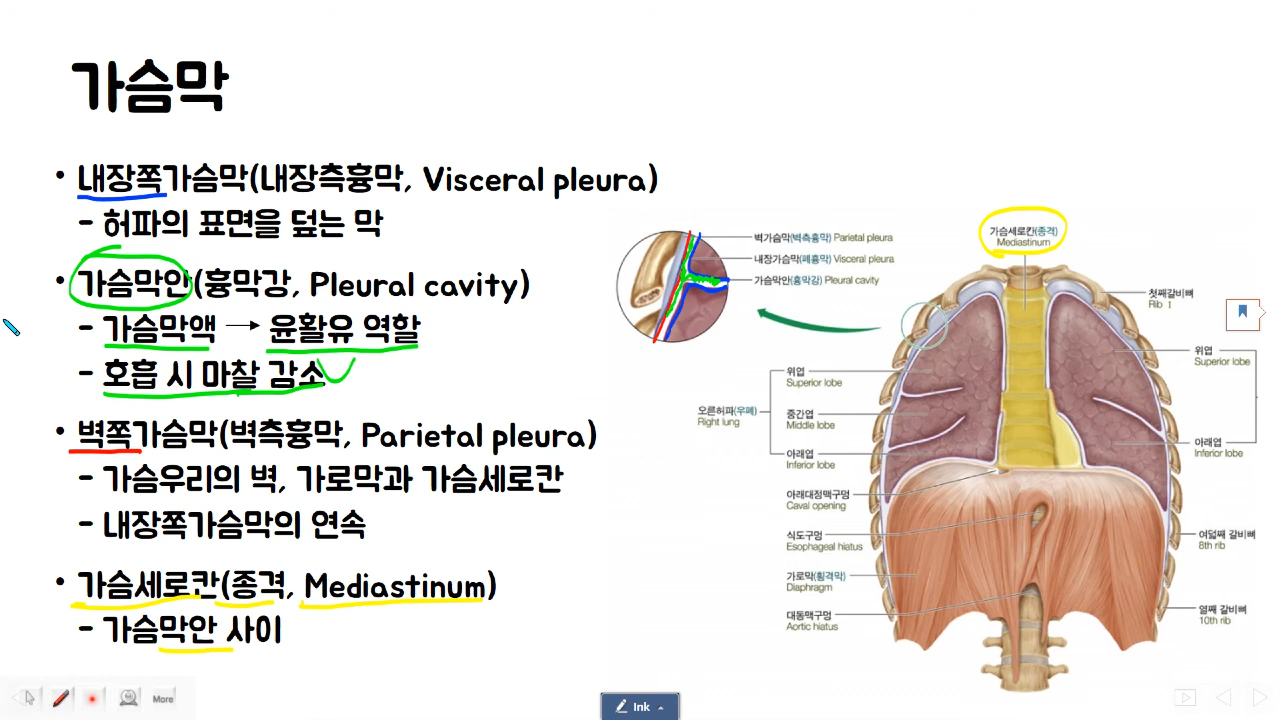 가슴막
• 내장쪽가슴막(내장측흉막, Visceral pleura)
- 허파의 표면을 덮는 막
• 가슴막안(흉막강, Pleural cavity)
- 가슴막액 → 윤활유 역할
- 호흡 시 마찰 감소
• 벽쪽가슴막(벽측흉막, Parietal pleura)
- 가슴우리의 벽, 가로막과 가슴세로칸
- 내장쪽가슴막의 연속
• 가슴세로칸(종격, Mediastinum)
- 가슴막안 사이
벽가슴막(벽측흉막) Parietal pleura
내장가슴막(폐흉막) Visceral pleura
가슴막안(흉막강) Pleural cavity
가슴세로칸(종격)
Mediastinum
첫째갈비뼈
Rib I
위엽
Superior lobe
오른허파(우폐)
Right lung
중간엽
Middle lobe
아래엽
Inferior lobe
위엽
Superior lobe
아래엽
Inferior lobe
아래대정맥구멍
Caval opening
식도구멍
Esophageal hiatus
가로막(횡격막)
Diaphragm
대동맥구멍
Aortic hiatus
여덟째 갈비뼈
8th rib
열째 갈비뼈
10th rib
More
Ink